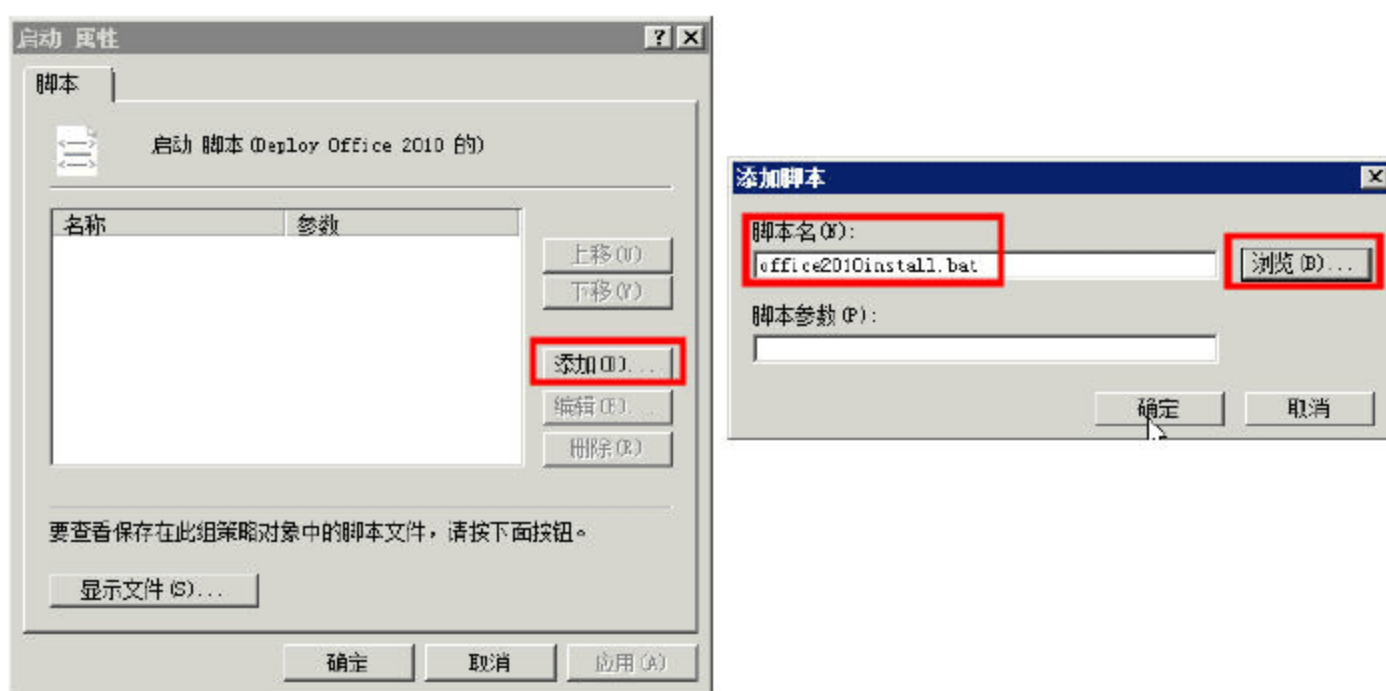 启动 属性
脚本
启动 脚本 (Deploy Office 2010 的)
名称 参数
上移(U)
下移(Y)
添加(D)...
编辑(E)...
删除(R)
要查看保存在此组策略对象中的脚本文件，请按下面按钮。
显示文件(S)...
确定 取消 应用(A)
添加脚本
脚本名(N):
office2010install.bat 浏览(B)...
脚本参数(P):
确定 取消